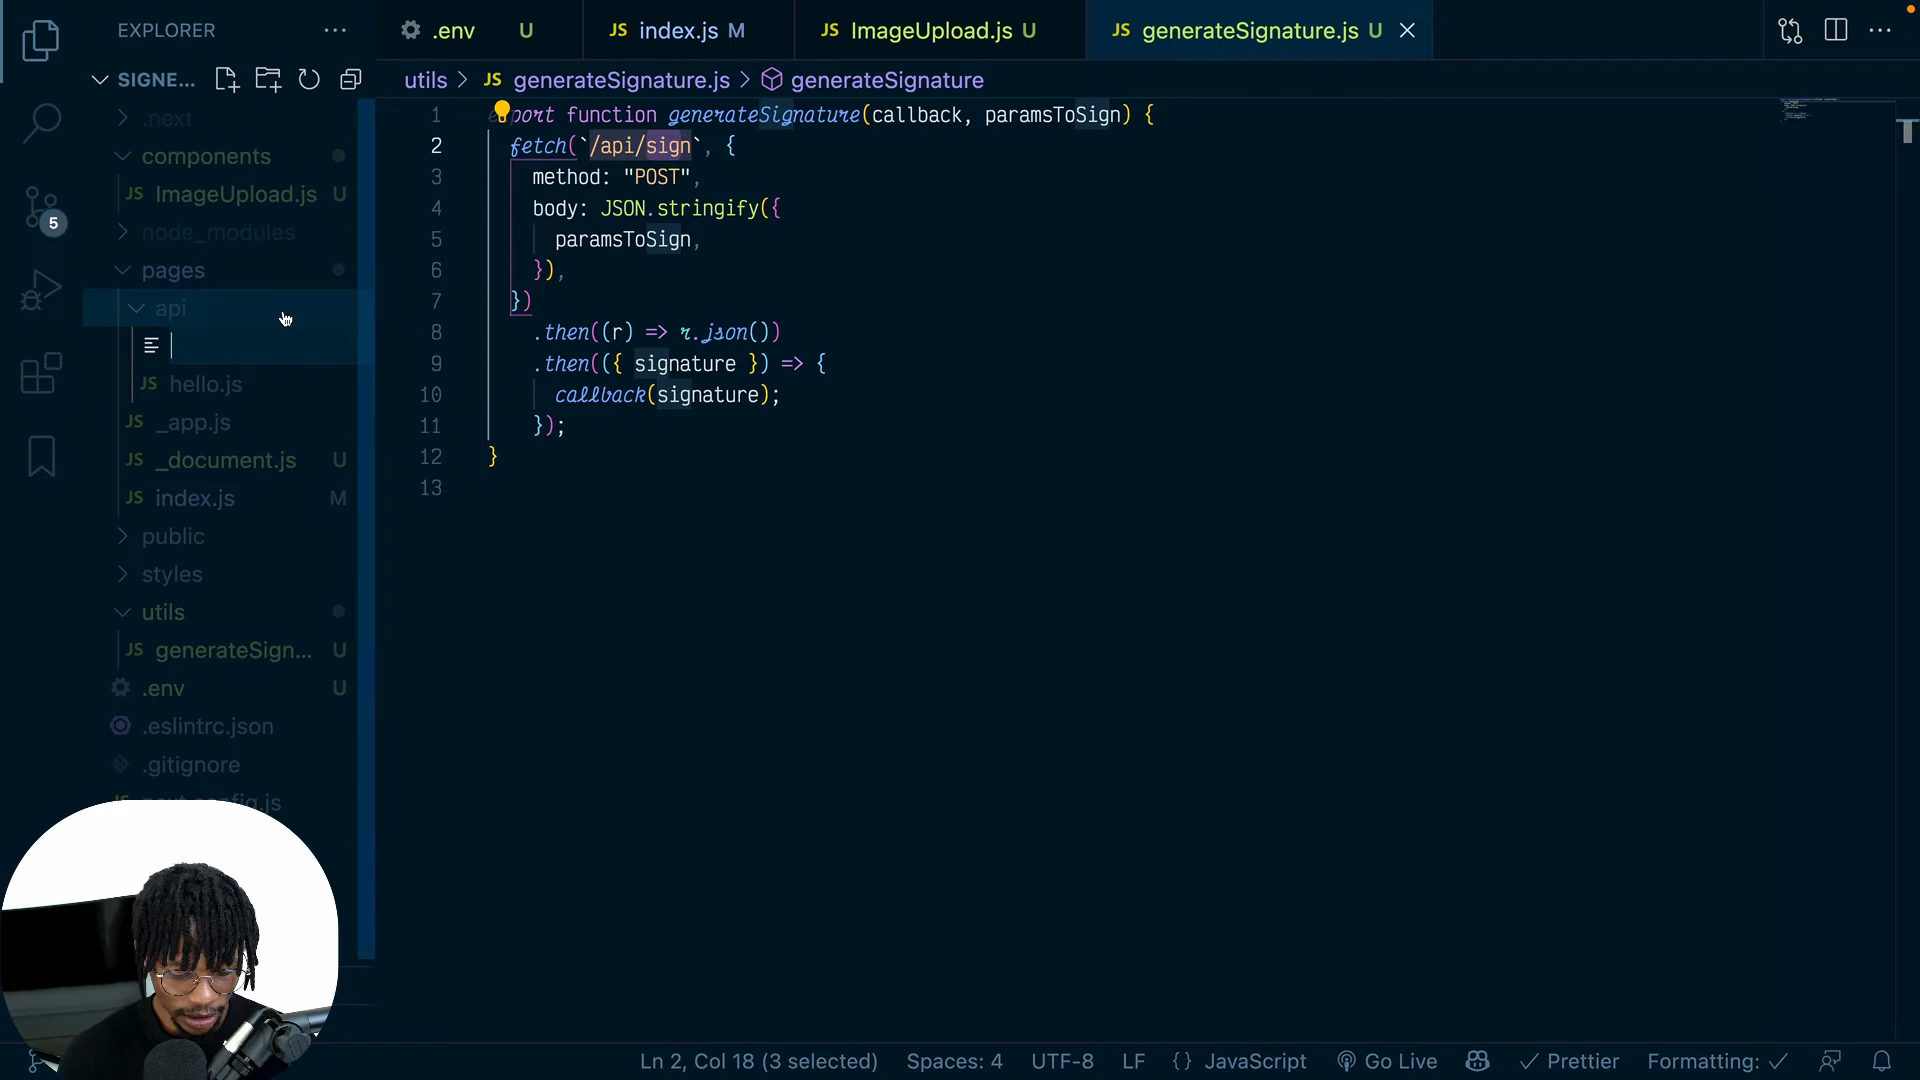 EXPLORER
SIGNE...
.next
components
JS ImageUpload.js U
node_modules
pages
api
JS hello.js
JS _app.js
JS _document.js U
JS index.js M
public
styles
utils
JS generateSign... U
.env U
.eslintrc.json
.gitignore
5
.env U
JS index.js M
JS ImageUpload.js U
JS generateSignature.js U
utils > JS generateSignature.js > generateSignature
1 port function generateSignature(callback, paramsToSign) {
2 fetch(`/api/sign`, {
3 method: "POST",
4 body: JSON.stringify({
5 paramsToSign,
6 }),
7 })
8 .then((r) => r.json())
9 .then(({ signature }) => {
10 callback(signature);
11 });
12 }
13
Ln 2, Col 18 (3 selected) Spaces: 4 UTF-8 LF {} JavaScript Go Live Prettier Formatting: ✓